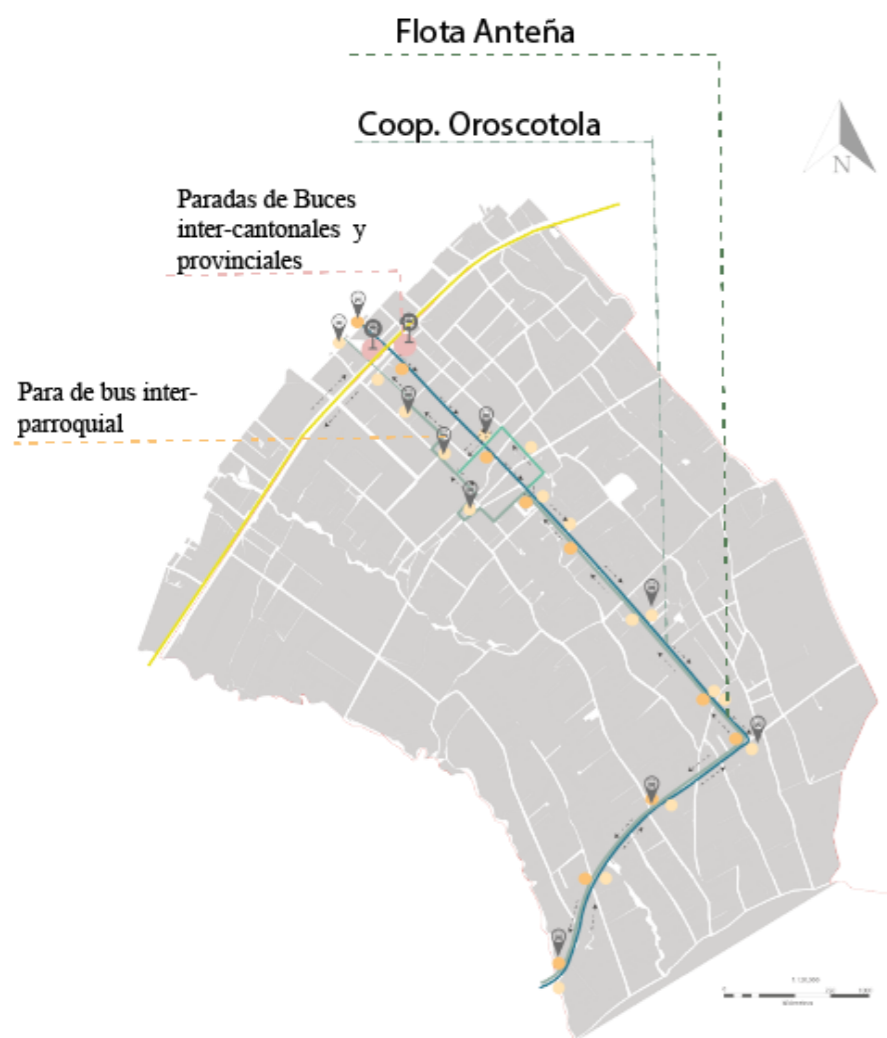 Flota Anteña
Coop. Oroscotola
N
Paradas de Buces
inter-cantonales y
provinciales
Para de bus inter-
parroquial